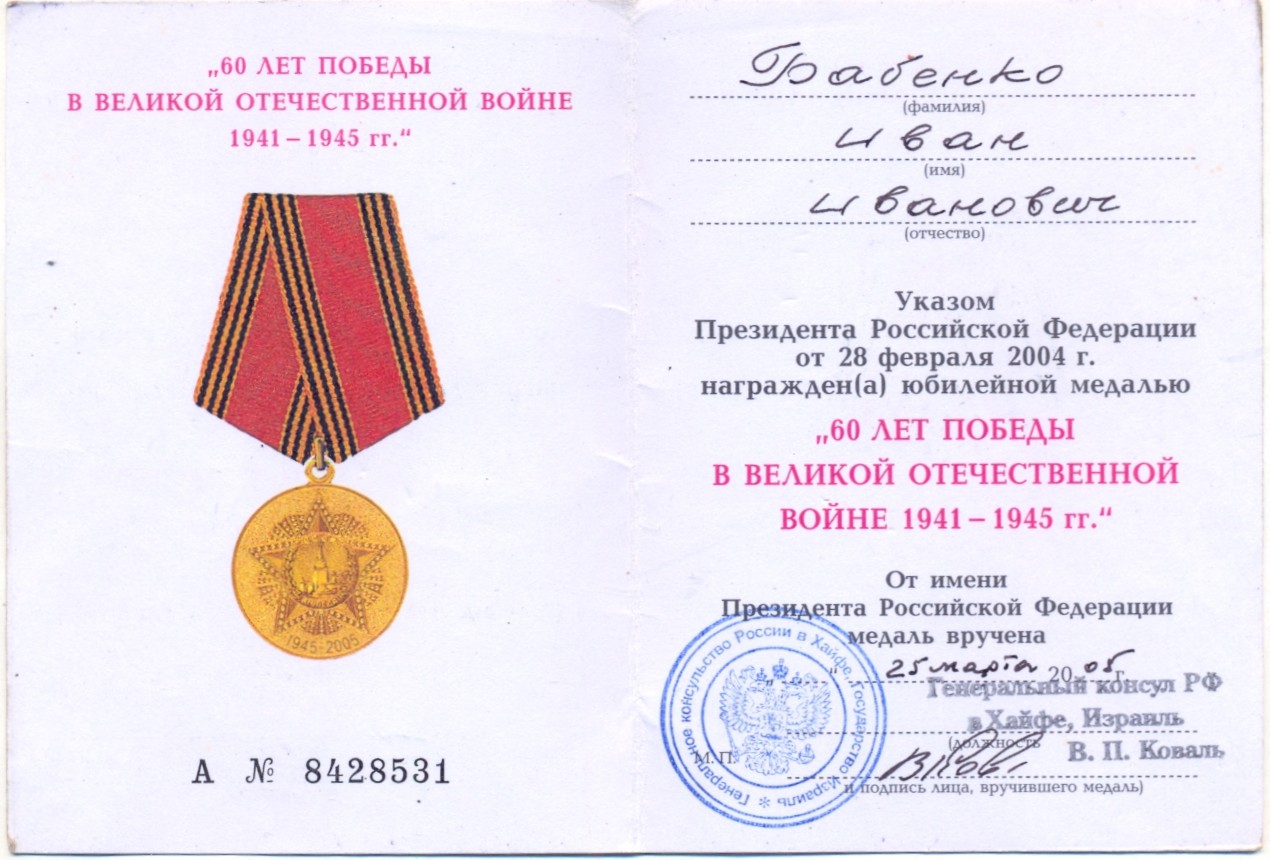 „60 ЛЕТ ПОБЕДЫ
В ВЕЛИКОЙ ОТЕЧЕСТВЕННОЙ ВОЙНЕ
1941 – 1945 гг.“
1945-2005
А № 8428531
Бабенко
(фамилия)
Иван
(имя)
Иванович
(отчество)
Указом
Президента Российской Федерации
от 28 февраля 2004 г.
награжден(а) юбилейной медалью
„60 ЛЕТ ПОБЕДЫ
В ВЕЛИКОЙ ОТЕЧЕСТВЕННОЙ
ВОЙНЕ 1941 – 1945 гг.“
От имени
Президента Российской Федерации
медаль вручена
„ “ 25 марта 2005 г.
Генеральный консул РФ
в Хайфе, Израиль
(должность
В. П. Коваль
М.П.
и подпись лица, вручившего медаль)
Генеральное консульство России в Хайфе, Государство Израиль *